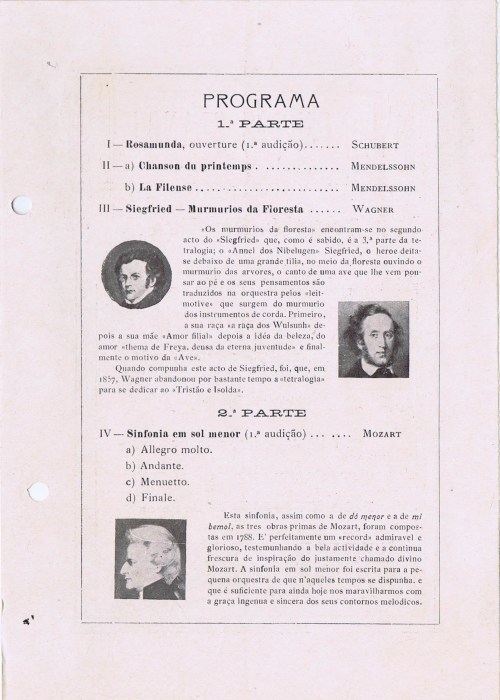 PROGRAMA
1.ª PARTE
I — Rosamunda, ouverture (1.ª audição)....... SCHUBERT
II — a) Chanson du printemps . .............. MENDELSSOHN
b) La Filense ......................... MENDELSSOHN
III — Siegfried — Murmurios da Floresta ...... WAGNER
«Os murmurios da floresta» encontram-se no segundo
acto do «Siegfried» que, como é sabido, é a 3.ª parte da te-
tralogia; o «Annel dos Nibelugen» Siegfried, o heroe deita-
se debaixo de uma grande tilia, no meio da floresta ouvindo o
murmurio das arvores, o canto de uma ave que lhe vem pou-
sar ao pé e os seus pensamentos são
traduzidos na orquestra pelos «leit-
motive» que surgem do murmurio
dos instrumentos de corda. Primeiro,
a sua raça «a raça dos Wulsunh» de-
pois a sua mãe «Amor filial» depois a idéa da beleza, do
amor «thema de Freya, deusa da eterna juventude» e final-
mente o motivo da «Ave».
Quando compunha este acto de Siegfried, foi, que, em
1857, Wagner abandonou por bastante tempo a «tetralogia»
para se dedicar ao «Tristão e Isolda».
2.ª PARTE
IV — Sinfonia em sol menor (1.ª audição) ... .... MOZART
a) Allegro molto.
b) Andante.
c) Menuetto.
d) Finale.
Esta sinfonia, assim como a de dó menor e a de mi
bemol, as tres obras primas de Mozart, foram compos-
tas em 1788. E' perfeitamente um «record» admiravel e
glorioso, testemunhando a bela actividade e a continua
frescura de inspiração do justamente chamado divino
Mozart. A sinfonia em sol menor foi escrita para a pe-
quena orquestra de que n'aqueles tempos se dispunha, e
que é suficiente para ainda hoje nos maravilharmos com
a graça ingenua e sincera dos seus contornos melodicos.